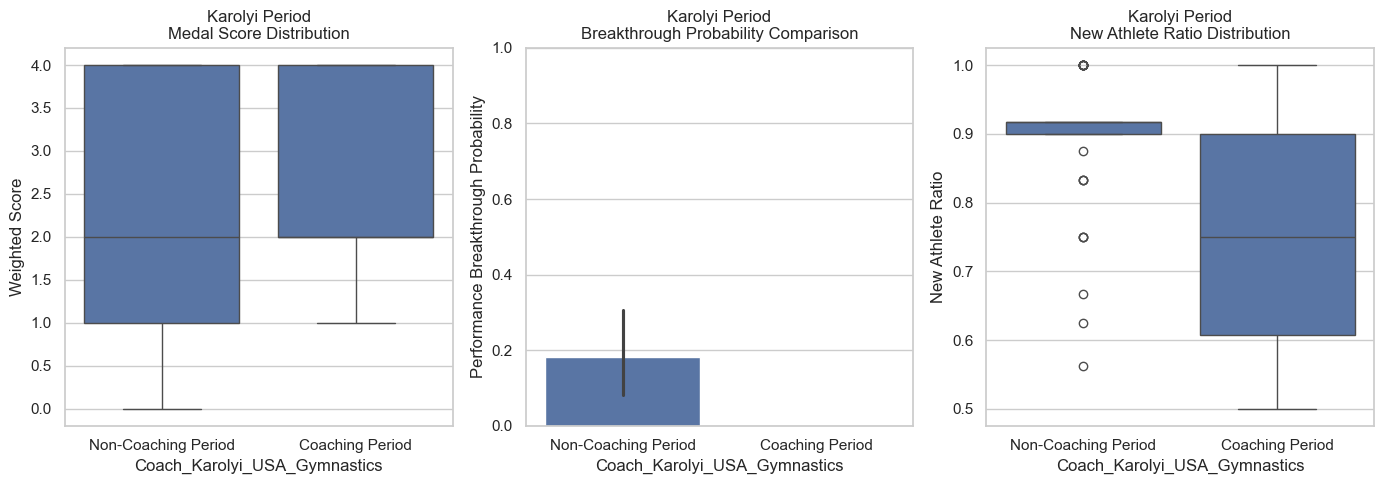 Karolyi Period
Medal Score Distribution
Weighted Score
4.0
3.5
3.0
2.5
2.0
1.5
1.0
0.5
0.0
Non-Coaching Period
Coaching Period
Coach_Karolyi_USA_Gymnastics
Karolyi Period
Breakthrough Probability Comparison
Performance Breakthrough Probability
1.0
0.8
0.6
0.4
0.2
0.0
Non-Coaching Period
Coaching Period
Coach_Karolyi_USA_Gymnastics
Karolyi Period
New Athlete Ratio Distribution
New Athlete Ratio
1.0
0.9
0.8
0.7
0.6
0.5
Non-Coaching Period
Coaching Period
Coach_Karolyi_USA_Gymnastics